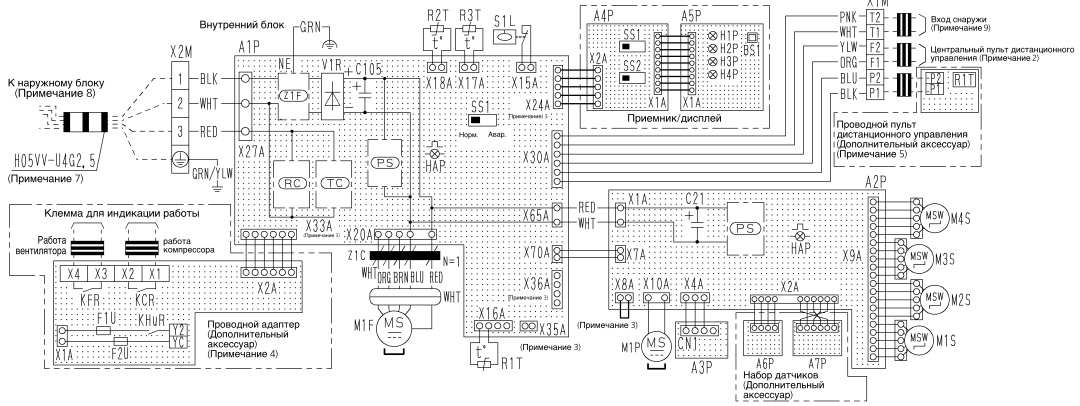 Внутренний блок
X2M
К наружному блоку
(Примечание 8)
1
BLK
2
WHT
3
RED
GRN/YLW
H05VV-U4G2,5
(Примечание 7)
A1P
NE
GRN
V1R
C105
Z1F
X27A
RC
TC
PS
HAP
R2T
R3T
S1L
t°
t°
X18A
X17A
X15A
SS1
Норм.
Авар.
X24A
(Примечание 3)
X30A
X33A
(Примечание 3)
X20A
X65A
X70A
X36A
(Примечание 3)
X16A
X35A
(Примечание 3)
t°
R1T
Z1C
N=1
WHT
ORG
BRN
BLU
RED
WHT
MS
M1F
Клемма для индикации работы
Работа
вентилятора
работа
компрессора
X4
X3
X2
X1
KFR
KCR
X2A
F1U
F2U
KHuR
Y2
YC
X1A
Проводной адаптер
(Дополнительный
аксессуар)
(Примечание 4)
A4P
A5P
SS1
SS2
X2A
X1A
X1A
H1P
H2P
H3P
H4P
BS1
Приемник/дисплей
X1M
PNK
T2
WHT
T1
YLW
F2
ORG
F1
BLU
P2
BLK
P1
Вход снаружи
(Примечание 9)
Центральный пульт дистанционного
управления (Примечание 2)
P2
P1
R1T
Проводной пульт
дистанционного управления
(Дополнительный аксессуар)
(Примечание 5)
A2P
RED
WHT
X1A
C21
PS
HAP
X7A
X8A
X10A
X4A
X2A
X9A
(Примечание 3)
MS
M1P
CN1
A3P
A6P
A7P
Набор датчиков
(Дополнительный
аксессуар)
MSW
M4S
MSW
M3S
MSW
M2S
MSW
M1S